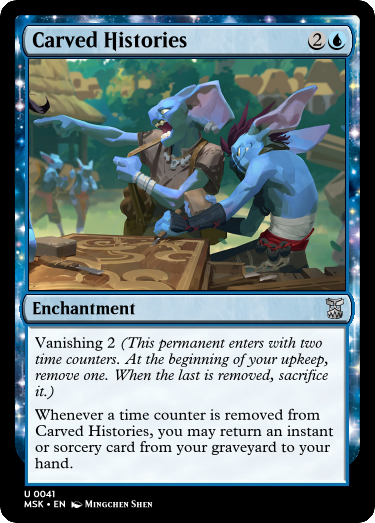 Carved Histories 2
Enchantment
Vanishing 2 (This permanent enters with two
time counters. At the beginning of your upkeep,
remove one. When the last is removed, sacrifice
it.)
Whenever a time counter is removed from
Carved Histories, you may return an instant
or sorcery card from your graveyard to your
hand.
U 0041
MSK • EN Mingchen Shen